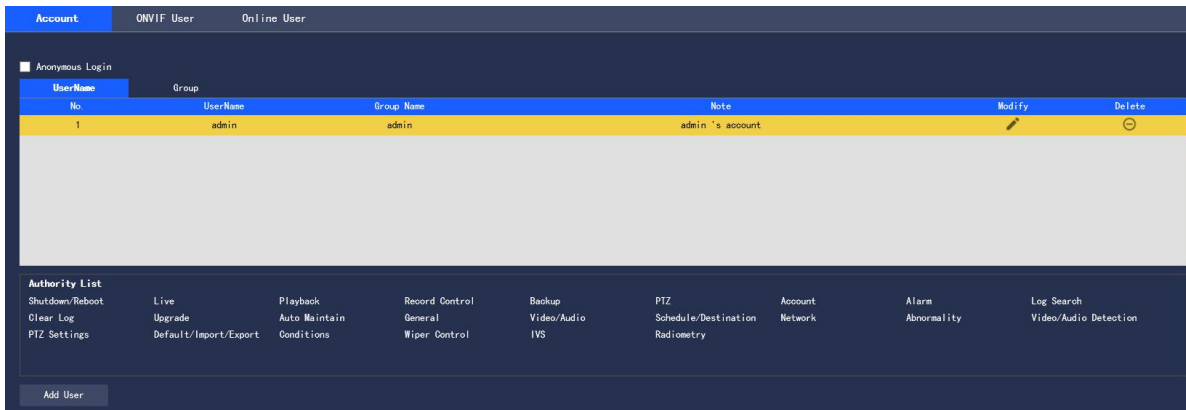 Account ONVIF User Online User
Anonymous Login
UserName Group
No. UserName Group Name Note Modify Delete
1 admin admin admin 's account
Authority List
Shutdown/Reboot Live Playback Record Control Backup PTZ Account Alarm Log Search
Clear Log Upgrade Auto Maintain General Video/Audio Schedule/Destination Network Abnormality Video/Audio Detection
PTZ Settings Default/Import/Export Conditions Wiper Control IVS Radiometry
Add User